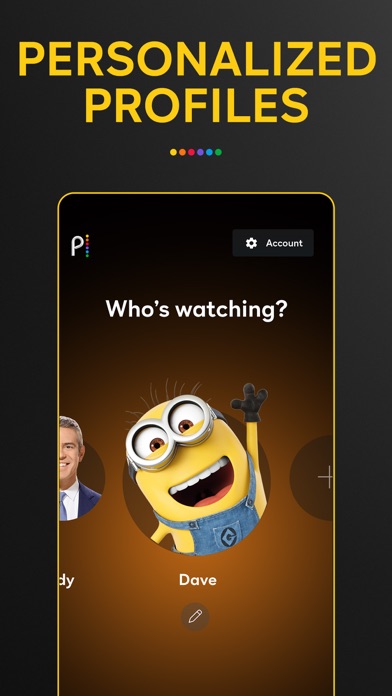 PERSONALIZED
PROFILES
P
Account
Who's watching?
dy
Dave